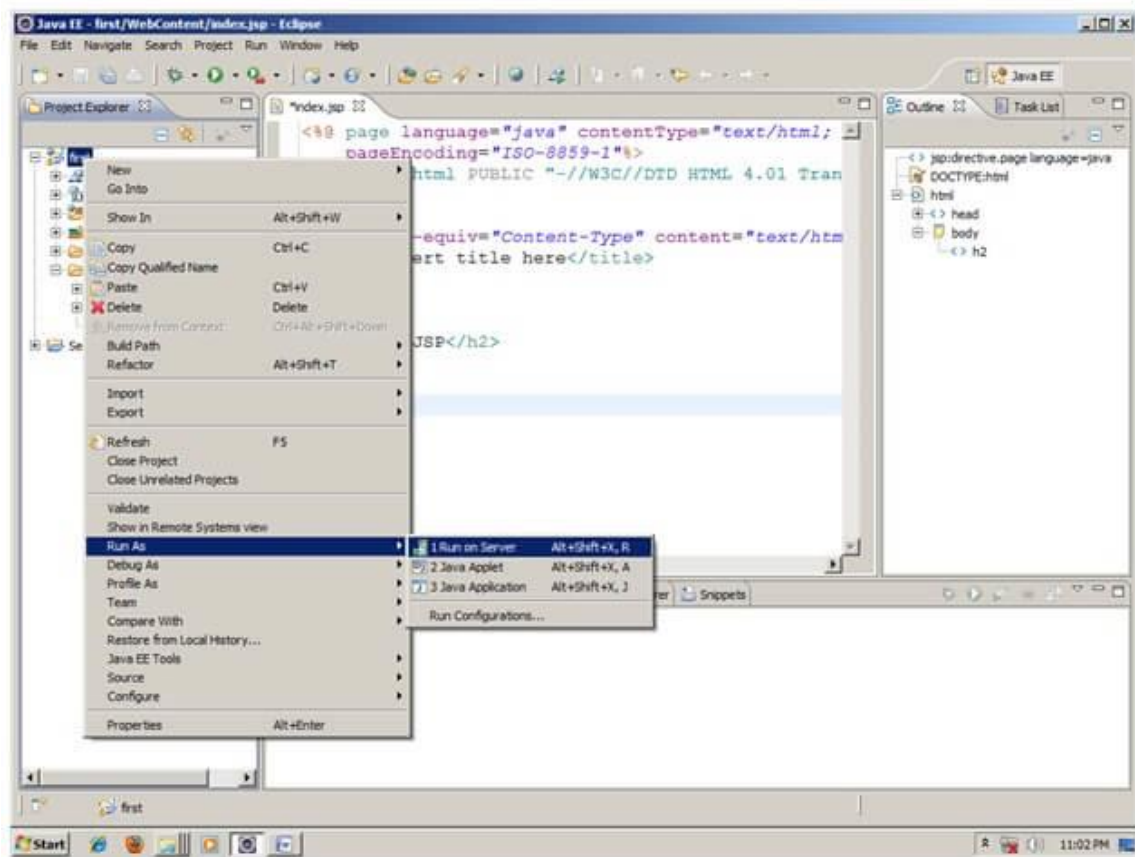 Java EE - first/WebContent/index.jsp - Eclipse
File Edit Navigate Search Project Run Window Help
Java EE
Project Explorer
*index.jsp
Outline
Task List
<%@ page language="java" contentType="text/html;
pageEncoding="ISO-8859-1"%>
html PUBLIC "-//W3C//DTD HTML 4.01 Tran
-equiv="Content-Type" content="text/htm
ert title here</title>
JSP</h2>
first
Se
New
Go Into
Show In Alt+Shift+W
Copy Ctrl+C
Copy Qualified Name
Paste Ctrl+V
Delete Delete
Remove from Context Ctrl+Alt+Shift+Down
Build Path
Refactor Alt+Shift+T
Import
Export
Refresh F5
Close Project
Close Unrelated Projects
Validate
Show in Remote Systems view
Run As
Debug As
Profile As
Team
Compare With
Restore from Local History...
Java EE Tools
Source
Configure
Properties Alt+Enter
1 Run on Server Alt+Shift+X, R
2 Java Applet Alt+Shift+X, A
3 Java Application Alt+Shift+X, J
Run Configurations...
rer
Snippets
jsp:directive.page language=java
DOCTYPE:html
html
head
body
h2
first
Start
11:02 PM